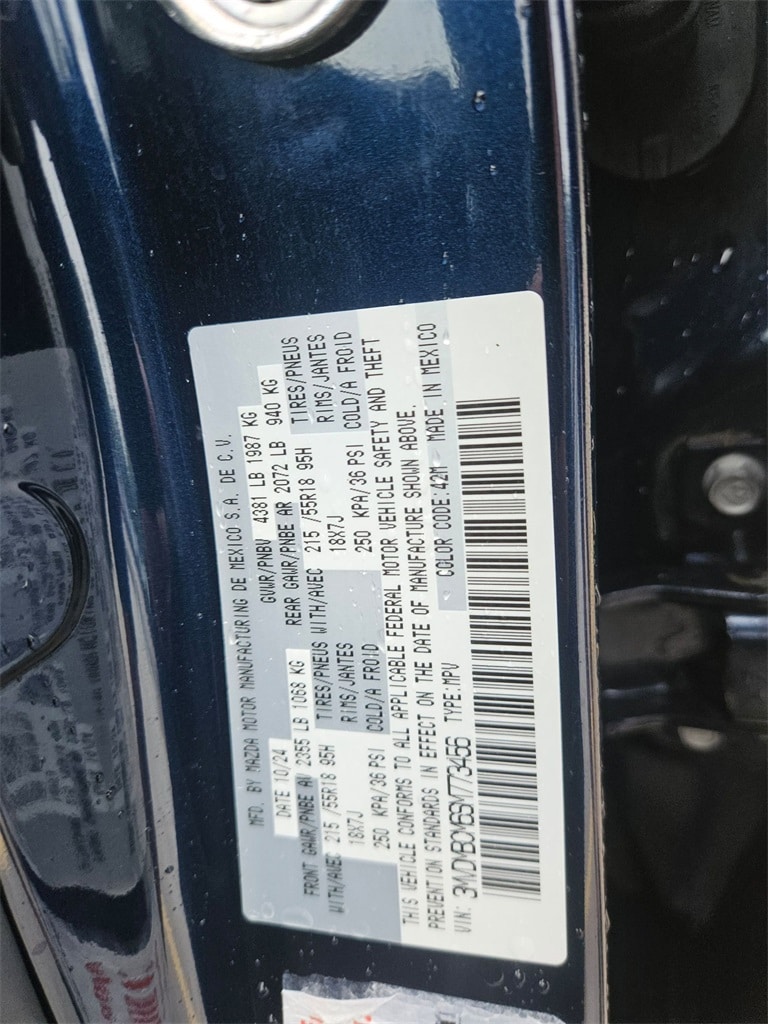 MFD. BY MAZDA MOTOR MANUFACTURING DE MEXICO S.A. DE C.V.
DATE 10/24 GVWR/PNBV 4381 LB 1987 KG
FRONT GAWR/PNBE AV 2355 LB 1068 KG REAR GAWR/PNBE AR 2072 LB 940 KG
WITH/AVEC 215 /55R18 95H TIRES/PNEUS WITH/AVEC 215 /55R18 95H TIRES/PNEUS
18X7J RIMS/JANTES 18X7J RIMS/JANTES
250 KPA/36 PSI COLD/A FROID 250 KPA/36 PSI COLD/A FROID
THIS VEHICLE CONFORMS TO ALL APPLICABLE FEDERAL MOTOR VEHICLE SAFETY AND THEFT
PREVENTION STANDARDS IN EFFECT ON THE DATE OF MANUFACTURE SHOWN ABOVE.
VIN: 3MVDMBCM6SM773456 TYPE:MPV COLOR CODE:42M MADE IN MEXICO